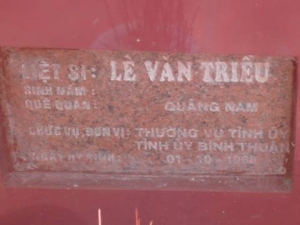 LIỆT SĨ: LÊ VĂN TRIỀU
SINH NĂM :
QUÊ QUÁN: QUẢNG NAM
CHỨC VỤ, ĐƠN VỊ: THƯỜNG VỤ TỈNH ỦY
TỈNH ỦY BÌNH THUẬN
NGÀY HY SINH: 01 - 10 - 1968